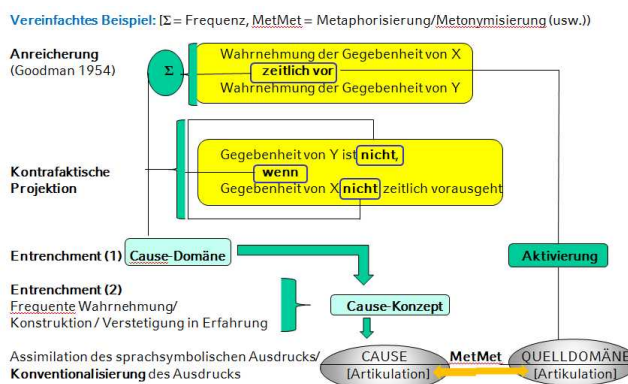 Vereinfachtes Beispiel: [Σ = Frequenz, MetMet = Metaphorisierung/Metonymisierung (usw.))
Anreicherung
(Goodman 1954)
Σ
Wahrnehmung der Gegebenheit von X
zeitlich vor
Wahrnehmung der Gegebenheit von Y
Kontrafaktische
Projektion
Gegebenheit von Y ist nicht,
wenn
Gegebenheit von X nicht zeitlich vorausgeht
Entrenchment (1)
Cause-Domäne
Aktivierung
Entrenchment (2)
Frequente Wahrnehmung/
Konstruktion / Verstetigung in Erfahrung
Cause-Konzept
Assimilation des sprachsymbolischen Ausdrucks/
Konventionalisierung des Ausdrucks
CAUSE
[Artikulation]
MetMet
QUELLDOMÄNE
[Artikulation]